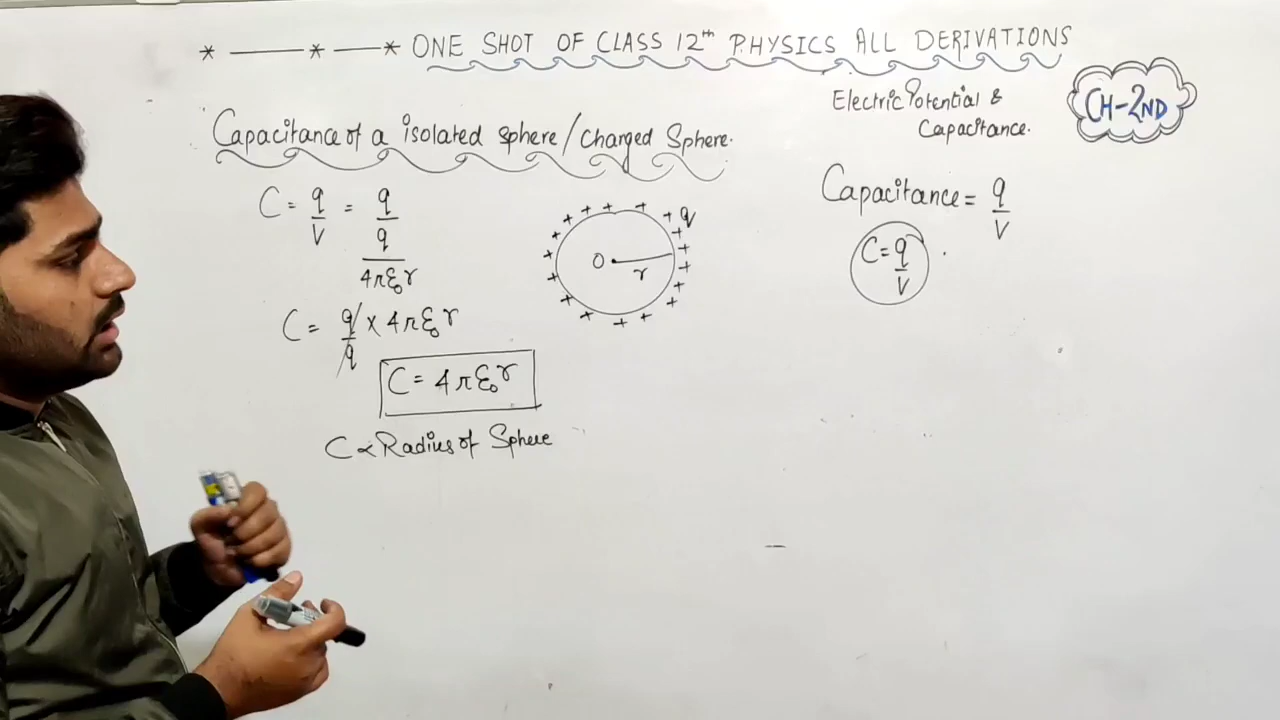 * ——— * —— * ONE SHOT OF CLASS 12th PHYSICS ALL DERIVATIONS
Electric Potential &
Capacitance.
CH-2ND
Capacitance of a isolated sphere/Charged Sphere.
C = q/V = q/(q/4πε₀r)
C = q/q × 4πε₀r
C = 4πε₀r
C ∝ Radius of Sphere
+ + + + + + + + + + + + + + + + + + q
O r
Capacitance = q/V
C = q/V